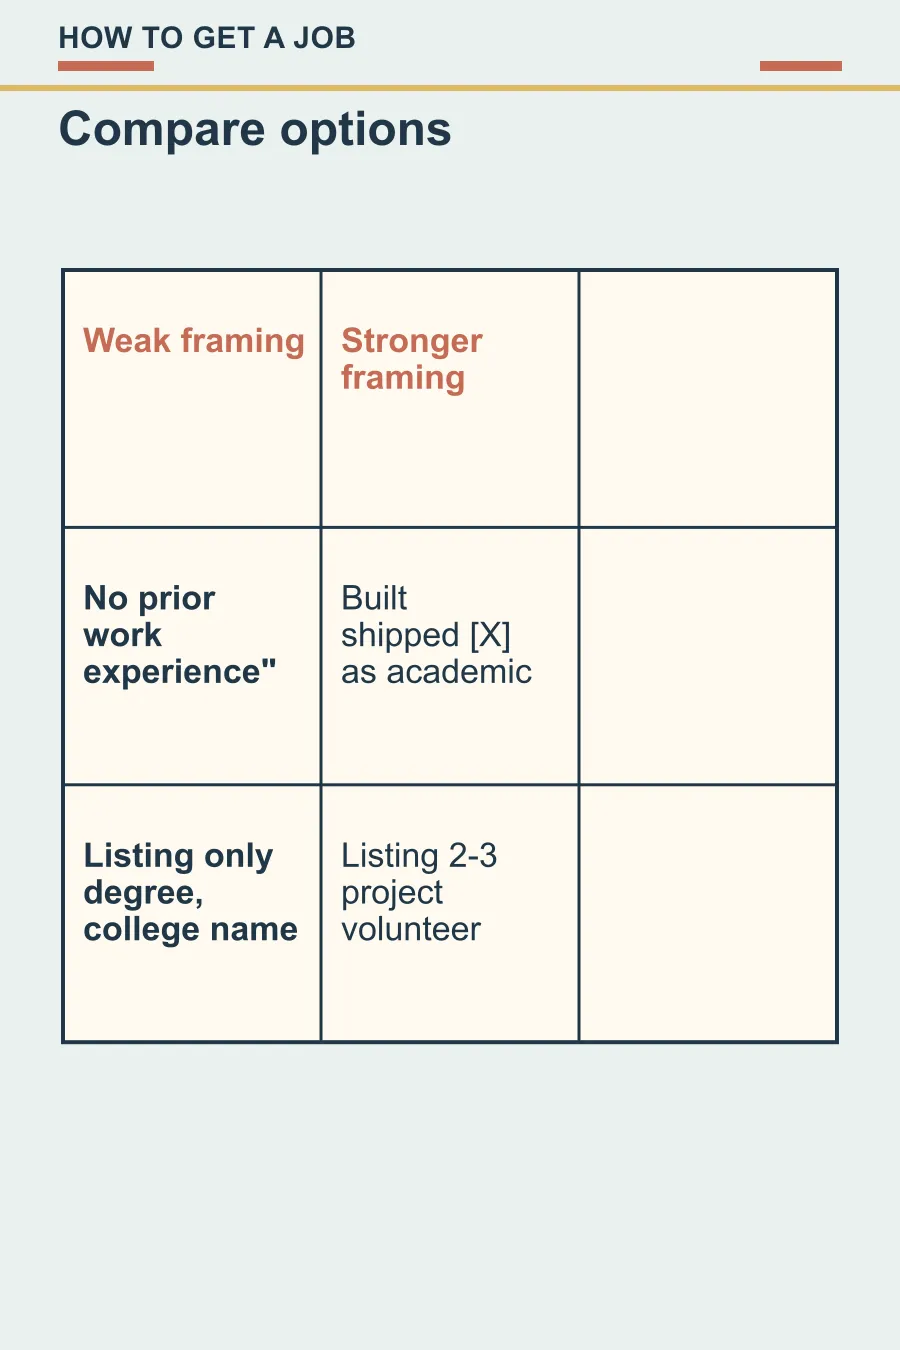 HOW TO GET A JOB
Compare options
Weak framing
Stronger
framing
No prior
work
experience"
Built
shipped [X]
as academic
Listing only
degree,
college name
Listing 2-3
project
volunteer